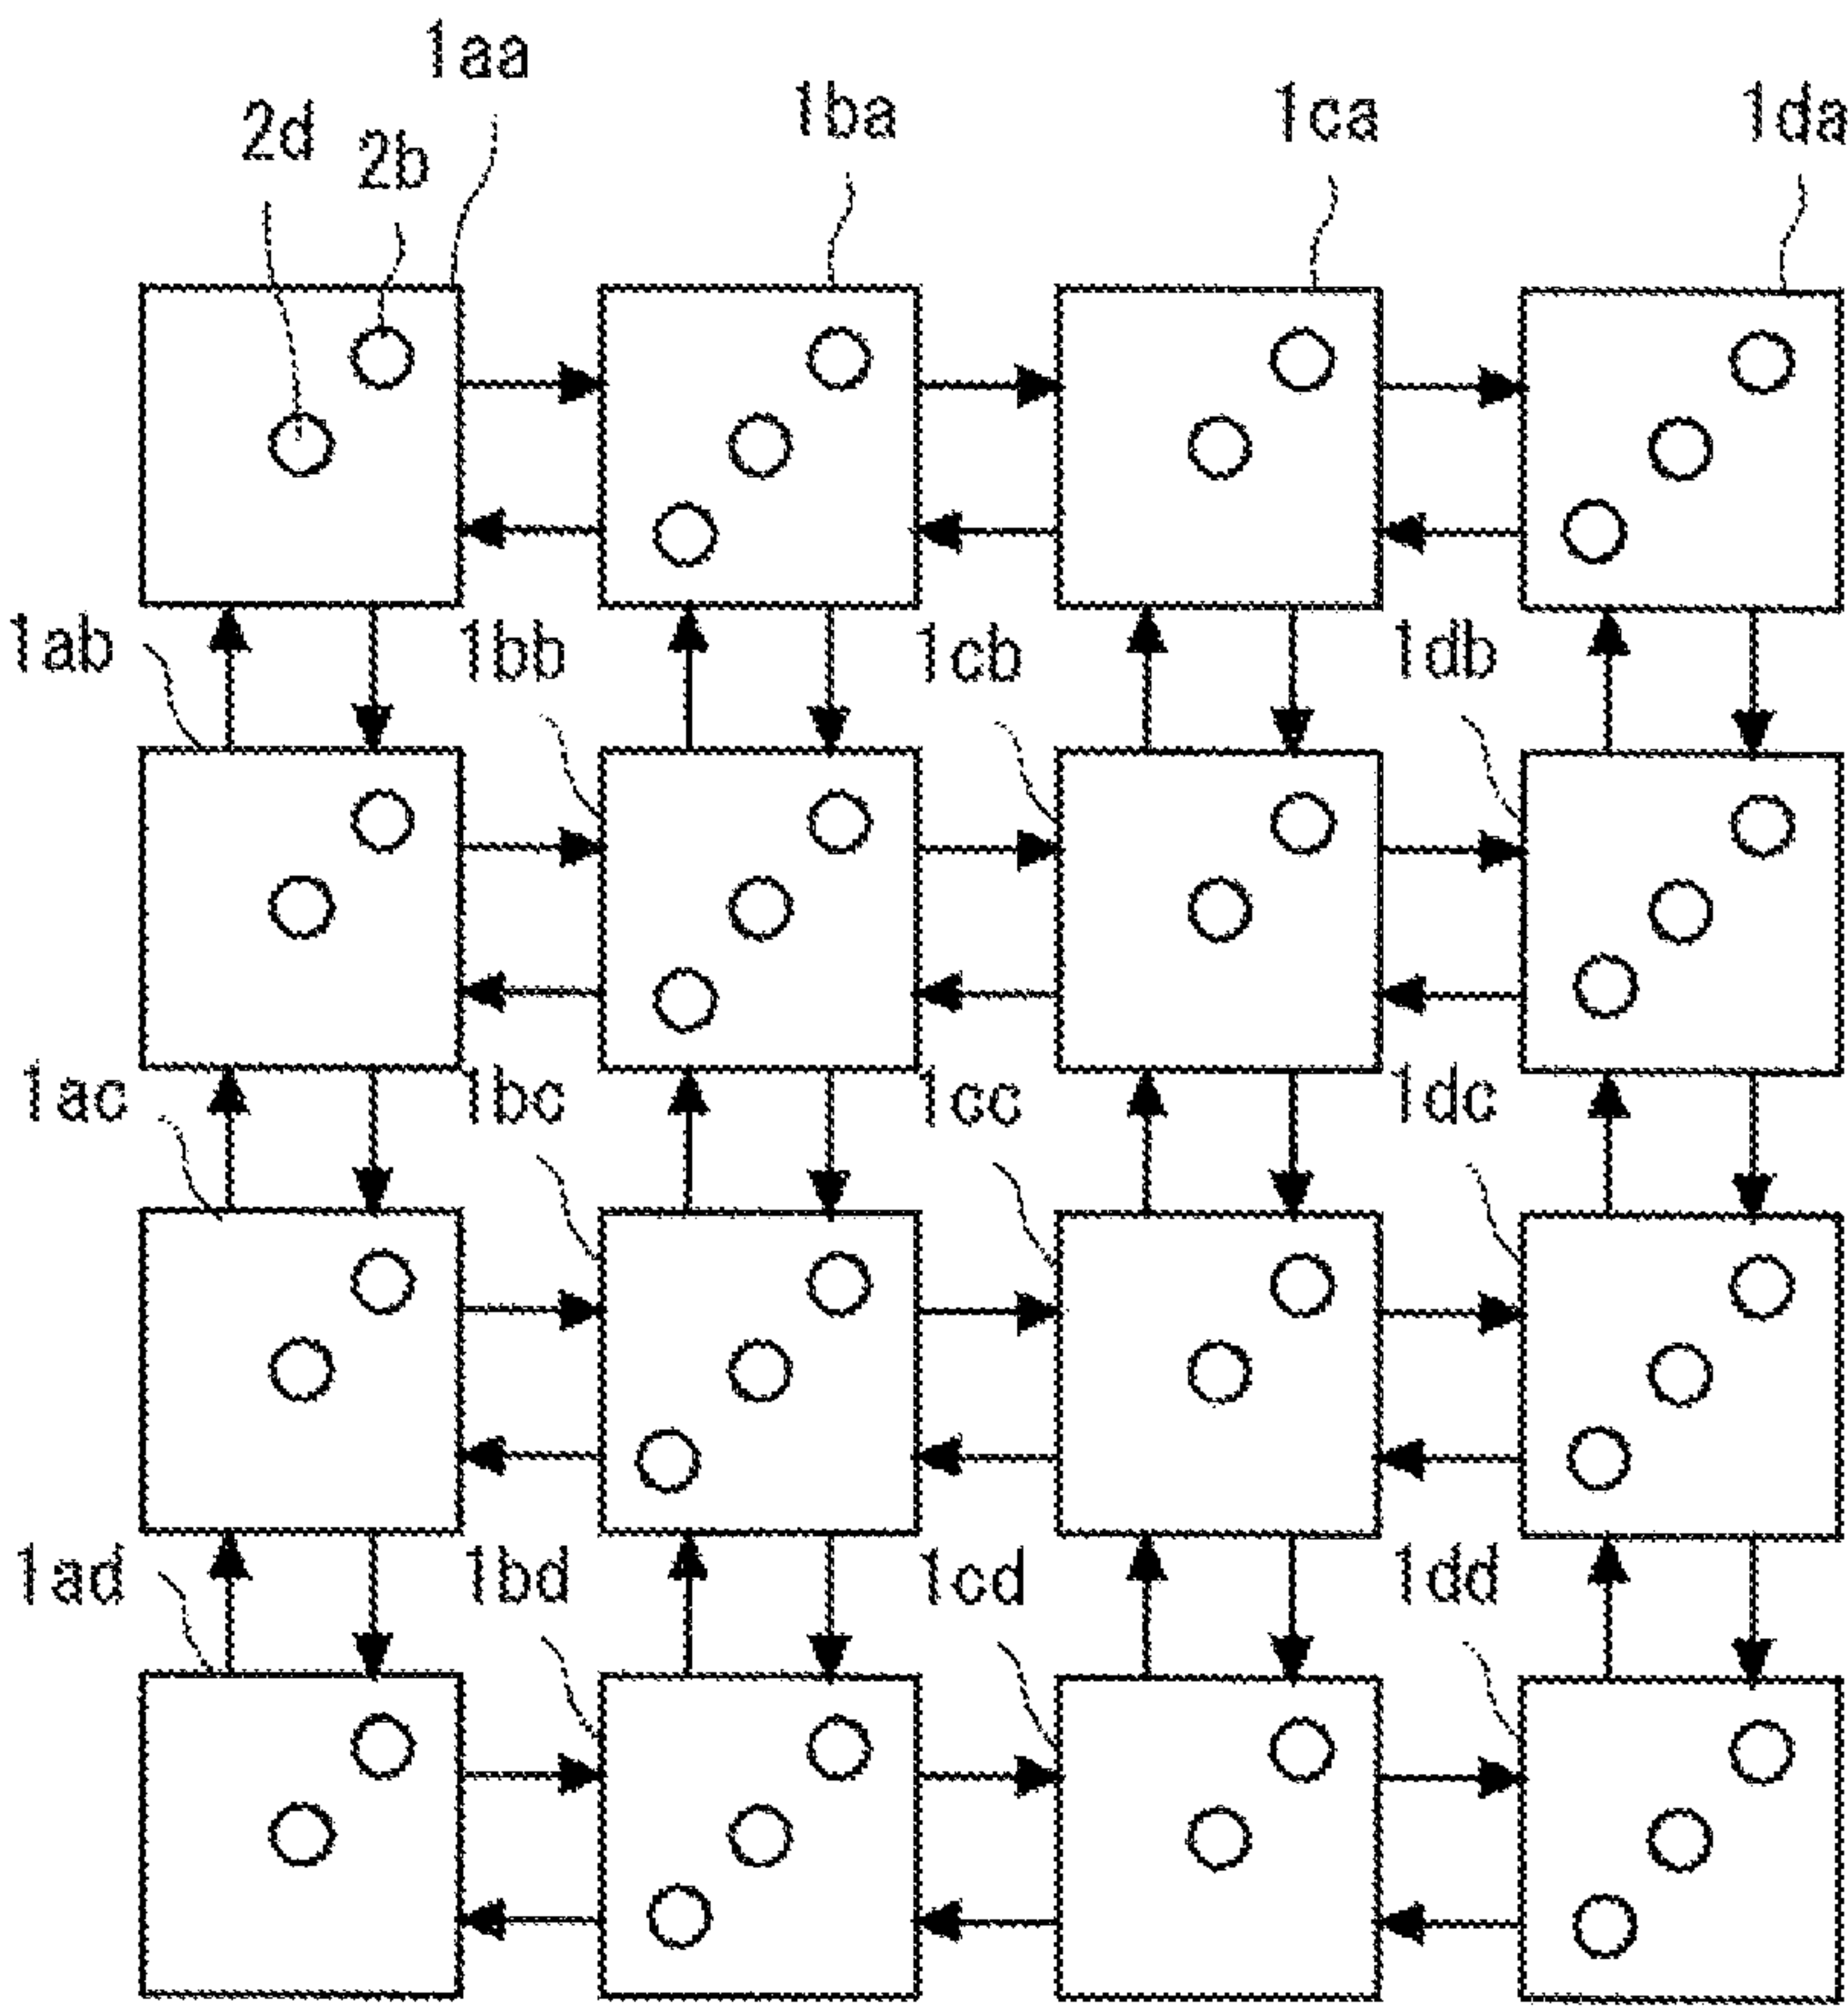 1aa
2d 2b 1ba 1ca 1da
1ab 1bb 1cb 1db
1ac 1bc 1cc 1dc
1ad 1bd 1cd 1dd